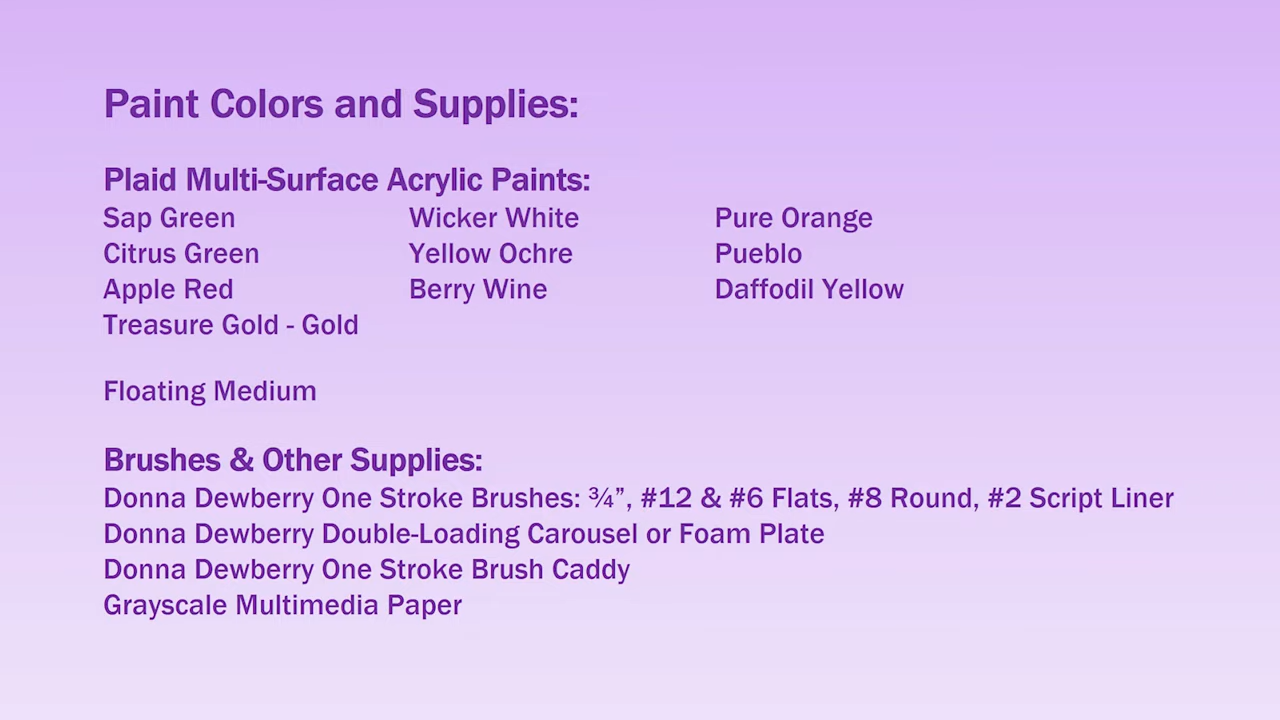 Paint Colors and Supplies:
Plaid Multi-Surface Acrylic Paints:
Sap Green Wicker White Pure Orange
Citrus Green Yellow Ochre Pueblo
Apple Red Berry Wine Daffodil Yellow
Treasure Gold - Gold
Floating Medium
Brushes & Other Supplies:
Donna Dewberry One Stroke Brushes: ¾”, #12 & #6 Flats, #8 Round, #2 Script Liner
Donna Dewberry Double-Loading Carousel or Foam Plate
Donna Dewberry One Stroke Brush Caddy
Grayscale Multimedia Paper